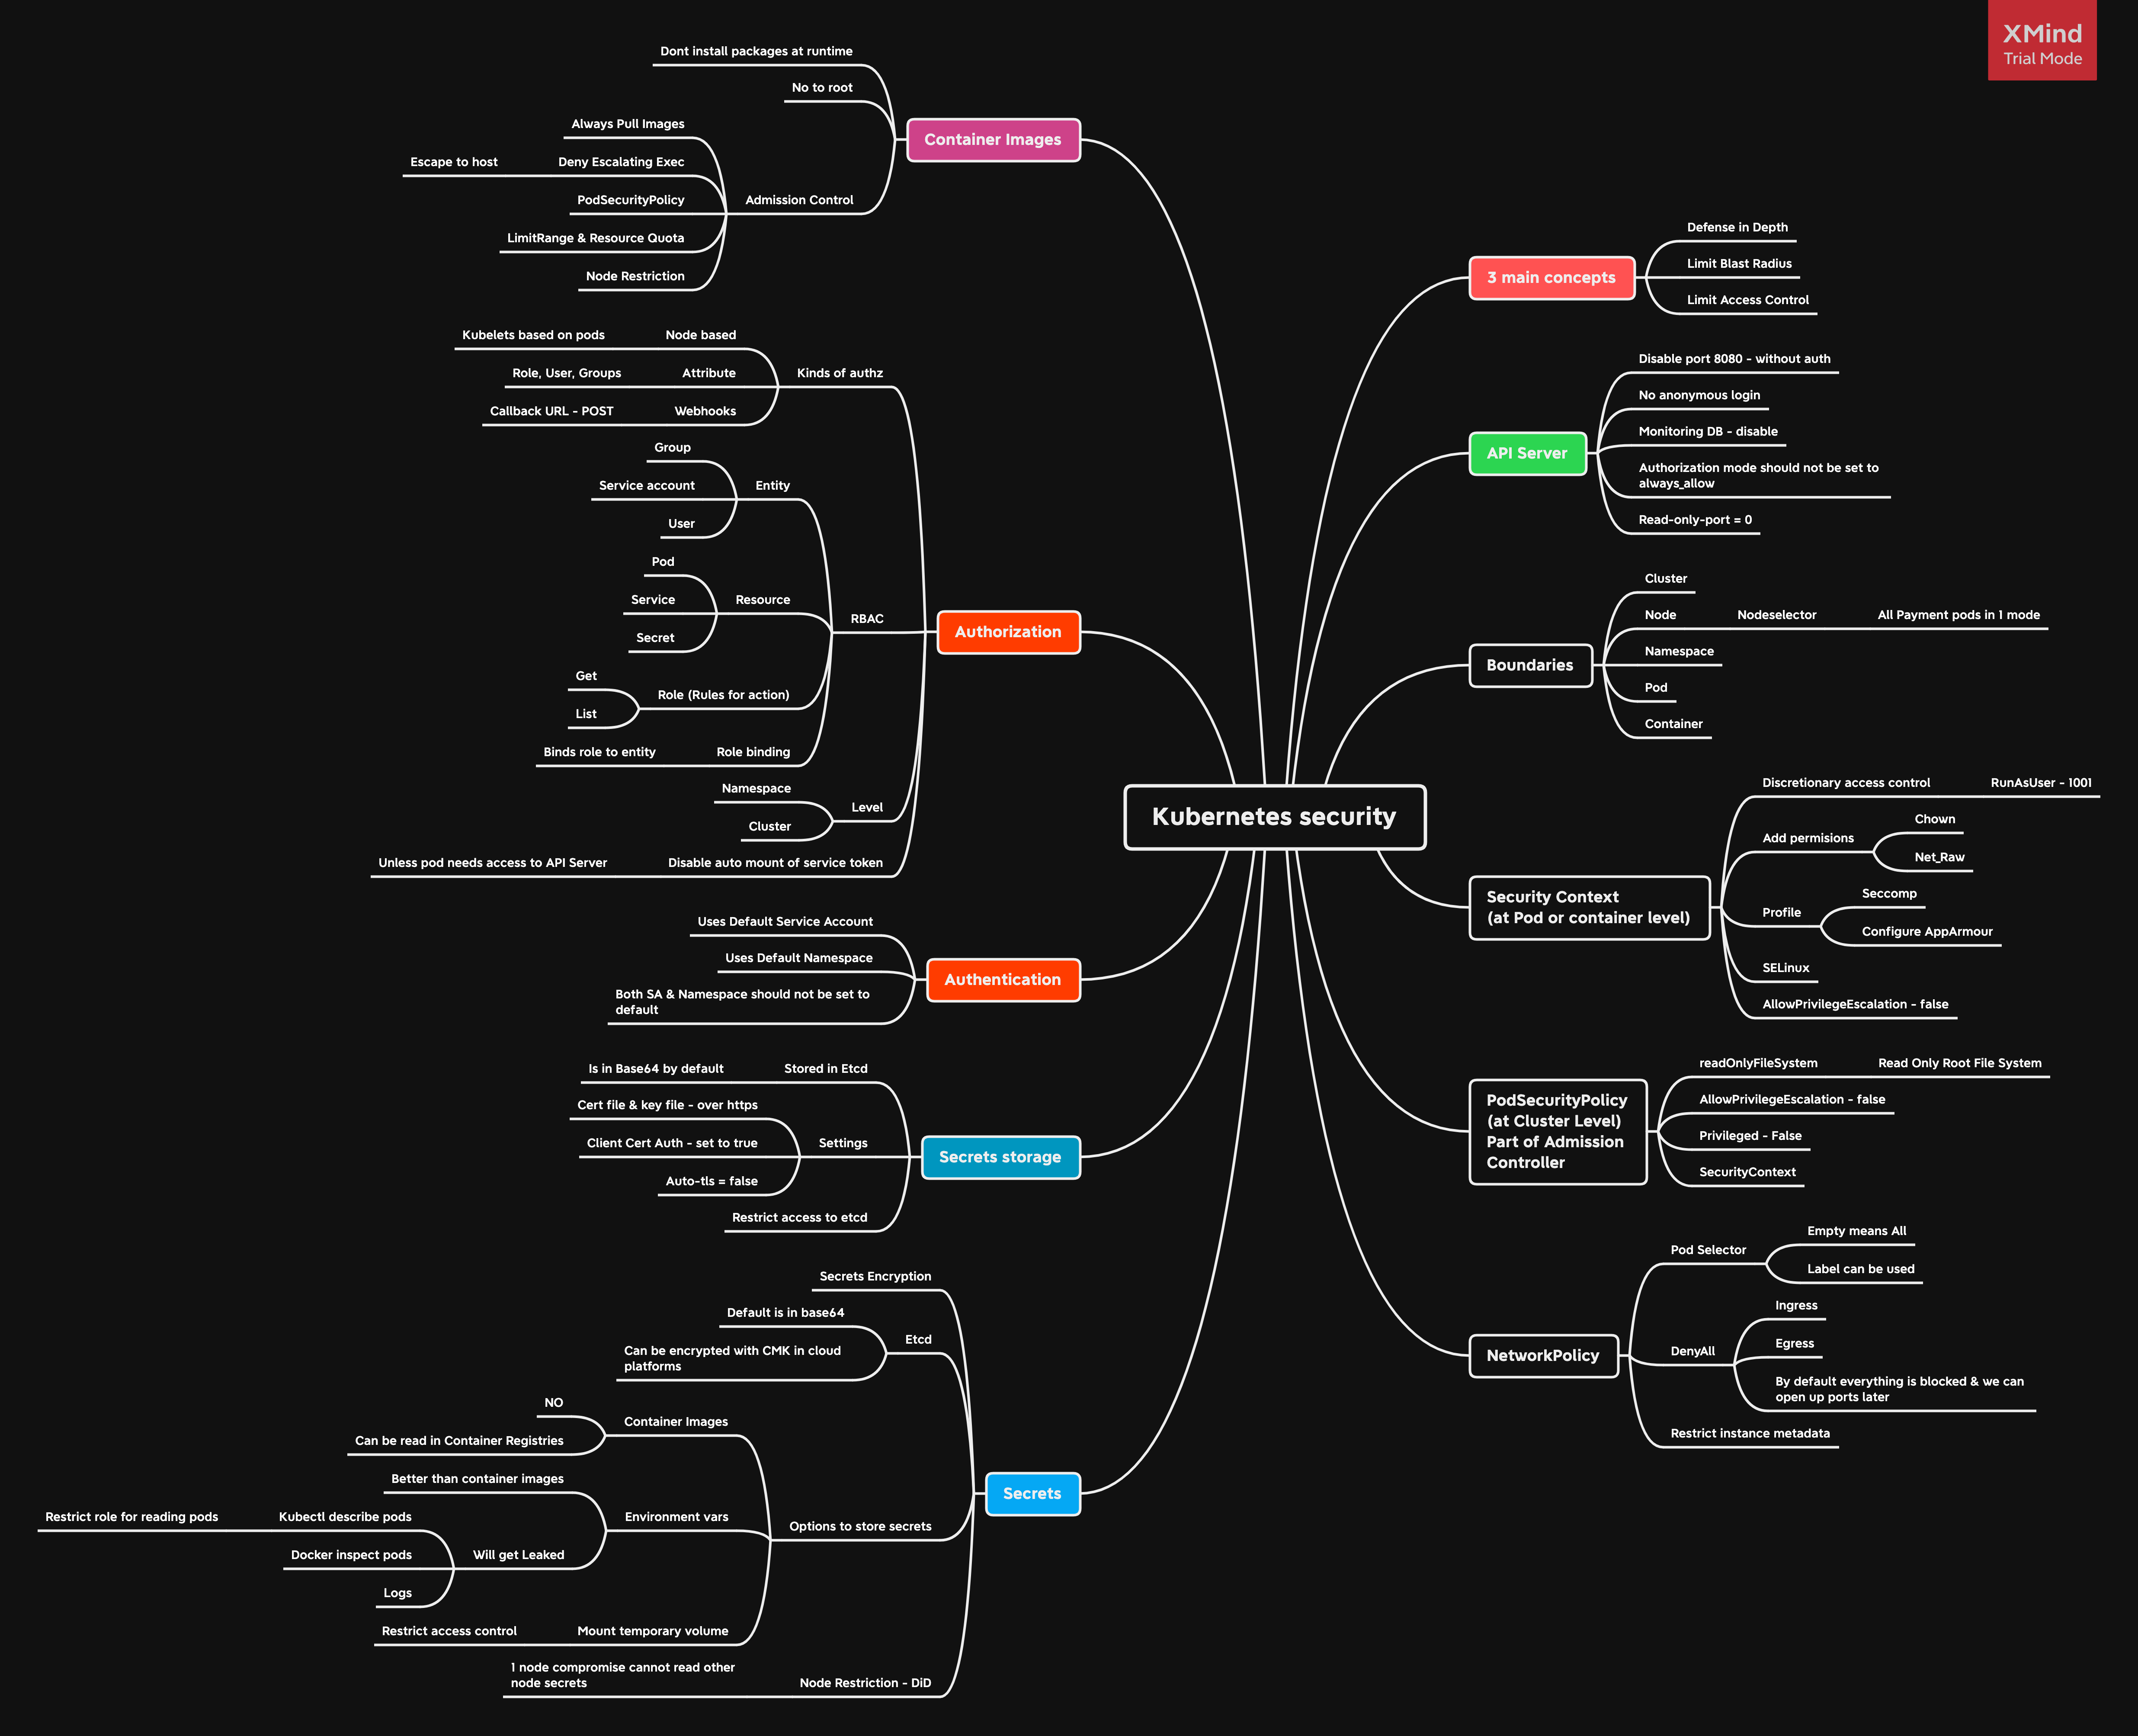 XMind
Trial Mode
Kubernetes security
3 main concepts
Defense in Depth
Limit Blast Radius
Limit Access Control
API Server
Disable port 8080 - without auth
No anonymous login
Monitoring DB - disable
Authorization mode should not be set to
always_allow
Read-only-port = 0
Boundaries
Cluster
Node
Nodeselector
All Payment pods in 1 mode
Namespace
Pod
Container
Security Context
(at Pod or container level)
Discretionary access control
RunAsUser - 1001
Add permisions
Chown
Net_Raw
Profile
Seccomp
Configure AppArmour
SELinux
AllowPrivilegeEscalation - false
PodSecurityPolicy
(at Cluster Level)
Part of Admission
Controller
readOnlyFileSystem
Read Only Root File System
AllowPrivilegeEscalation - false
Privileged - False
SecurityContext
NetworkPolicy
Pod Selector
Empty means All
Label can be used
DenyAll
Ingress
Egress
By default everything is blocked & we can
open up ports later
Restrict instance metadata
Container Images
Dont install packages at runtime
No to root
Admission Control
Always Pull Images
Deny Escalating Exec
Escape to host
PodSecurityPolicy
LimitRange & Resource Quota
Node Restriction
Authorization
Kinds of authz
Node based
Kubelets based on pods
Attribute
Role, User, Groups
Webhooks
Callback URL - POST
RBAC
Entity
Group
Service account
User
Resource
Pod
Service
Secret
Role (Rules for action)
Get
List
Role binding
Binds role to entity
Level
Namespace
Cluster
Disable auto mount of service token
Unless pod needs access to API Server
Authentication
Uses Default Service Account
Uses Default Namespace
Both SA & Namespace should not be set to
default
Secrets storage
Stored in Etcd
Is in Base64 by default
Settings
Cert file & key file - over https
Client Cert Auth - set to true
Auto-tls = false
Restrict access to etcd
Secrets
Secrets Encryption
Etcd
Default is in base64
Can be encrypted with CMK in cloud
platforms
Options to store secrets
Container Images
NO
Can be read in Container Registries
Environment vars
Better than container images
Will get Leaked
Kubectl describe pods
Restrict role for reading pods
Docker inspect pods
Logs
Mount temporary volume
Restrict access control
Node Restriction - DiD
1 node compromise cannot read other
node secrets